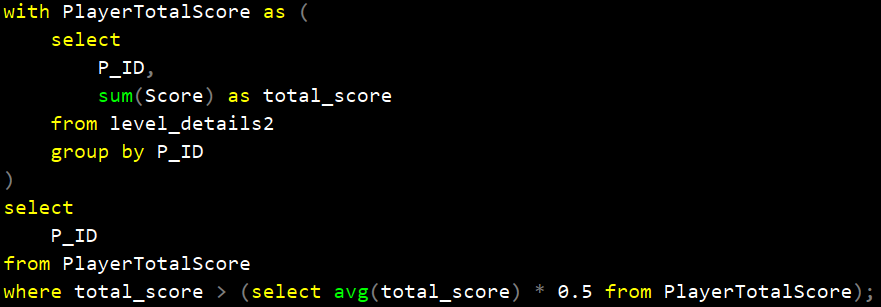 with PlayerTotalScore as (
    select
        P_ID,
        sum(Score) as total_score
    from level_details2
    group by P_ID
)
select
    P_ID
from PlayerTotalScore
where total_score > (select avg(total_score) * 0.5 from PlayerTotalScore);